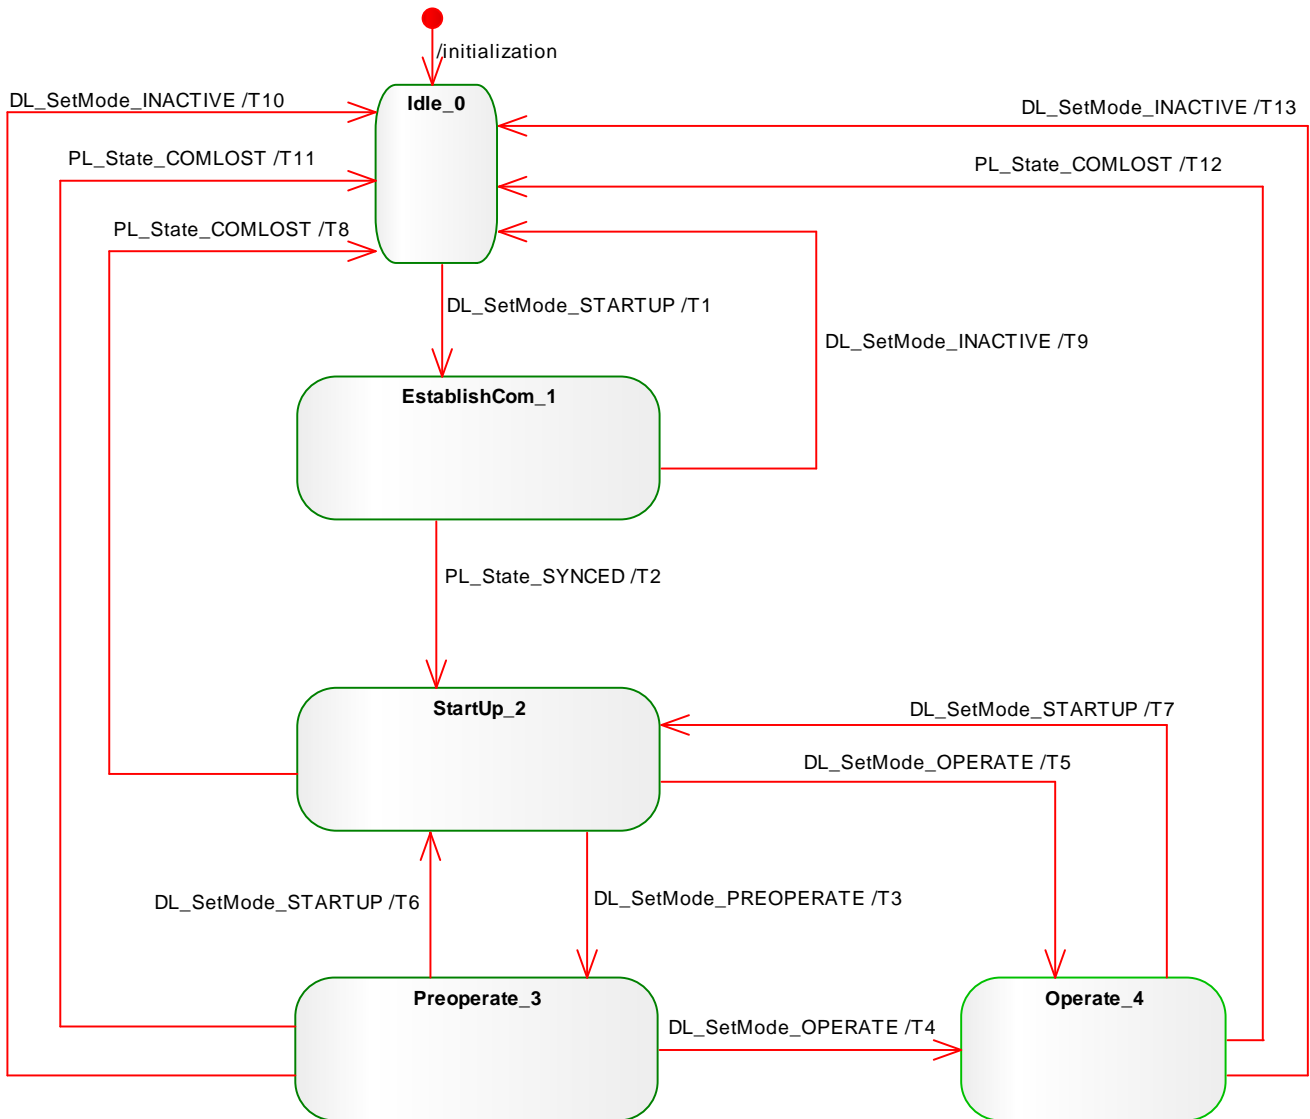 /initialization
Idle_0
DL_SetMode_INACTIVE /T10
DL_SetMode_INACTIVE /T13
PL_State_COMLOST /T11
PL_State_COMLOST /T12
PL_State_COMLOST /T8
DL_SetMode_STARTUP /T1
DL_SetMode_INACTIVE /T9
EstablishCom_1
PL_State_SYNCED /T2
StartUp_2
DL_SetMode_STARTUP /T7
DL_SetMode_OPERATE /T5
DL_SetMode_STARTUP /T6
DL_SetMode_PREOPERATE /T3
Preoperate_3
Operate_4
DL_SetMode_OPERATE /T4